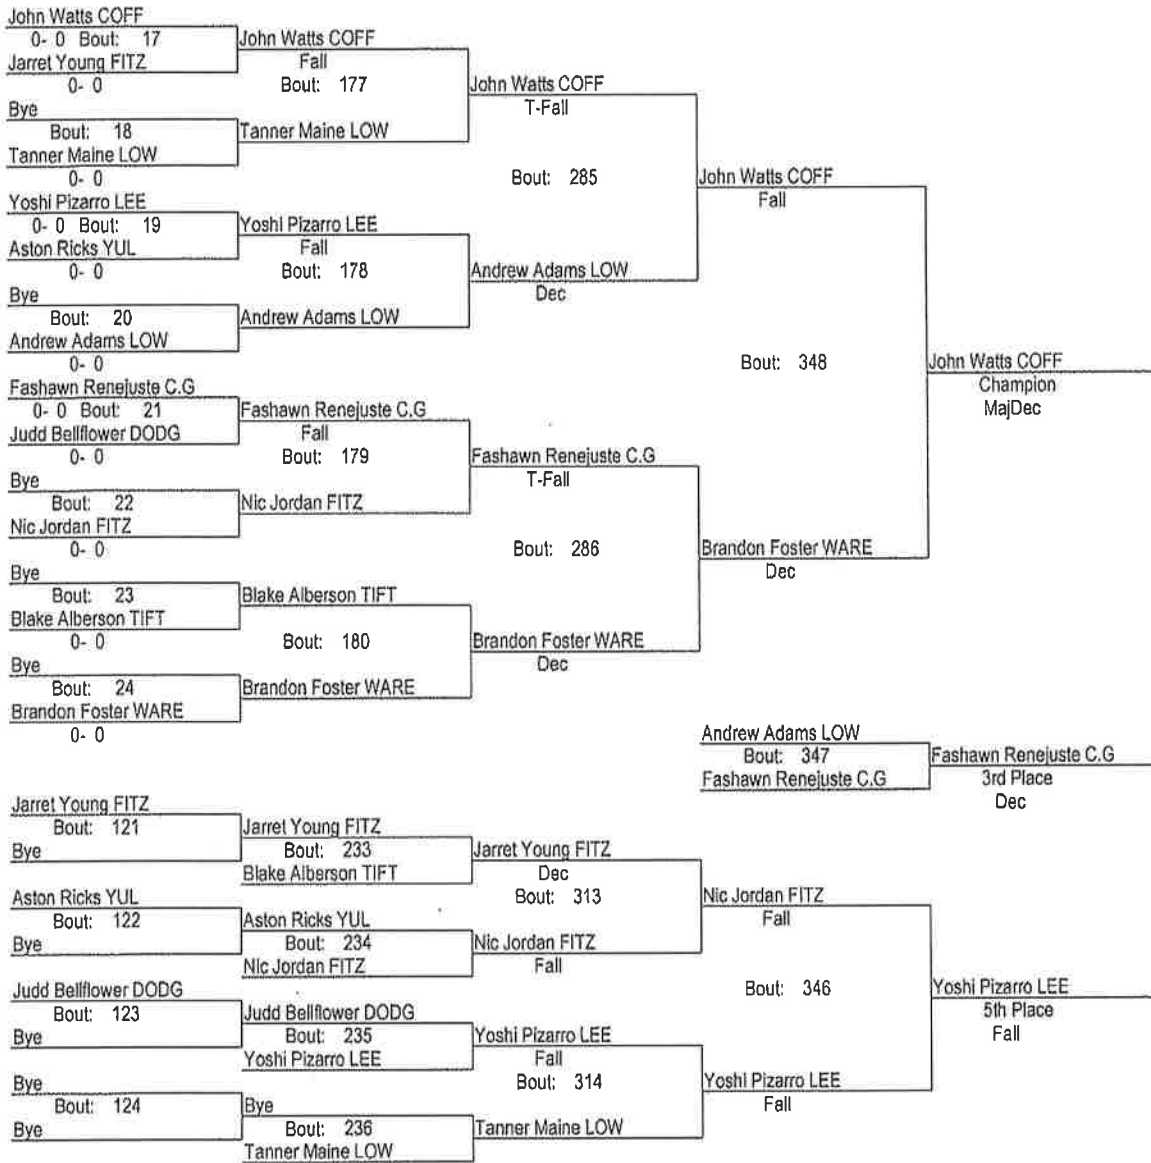 John Watts COFF
0- 0 Bout: 17
Jarret Young FITZ
0- 0
Bye
Bout: 18
Tanner Maine LOW
0- 0
Yoshi Pizarro LEE
0- 0 Bout: 19
Aston Ricks YUL
0- 0
Bye
Bout: 20
Andrew Adams LOW
0- 0
Fashawn Renejuste C.G
0- 0 Bout: 21
Judd Bellflower DODG
0- 0
Bye
Bout: 22
Nic Jordan FITZ
0- 0
Bye
Bout: 23
Blake Alberson TIFT
0- 0
Bye
Bout: 24
Brandon Foster WARE
0- 0
John Watts COFF
Fall
Bout: 177
Tanner Maine LOW
Yoshi Pizarro LEE
Fall
Bout: 178
Andrew Adams LOW
Fashawn Renejuste C.G
Fall
Bout: 179
Nic Jordan FITZ
Blake Alberson TIFT
Bout: 180
Brandon Foster WARE
John Watts COFF
T-Fall
Bout: 285
Andrew Adams LOW
Dec
Fashawn Renejuste C.G
T-Fall
Bout: 286
Brandon Foster WARE
Dec
John Watts COFF
Fall
Bout: 348
Brandon Foster WARE
Dec
John Watts COFF
Champion
MajDec
Andrew Adams LOW
Bout: 347
Fashawn Renejuste C.G
Fashawn Renejuste C.G
3rd Place
Dec
Jarret Young FITZ
Bout: 121
Bye
Aston Ricks YUL
Bout: 122
Bye
Judd Bellflower DODG
Bout: 123
Bye
Bye
Bout: 124
Bye
Jarret Young FITZ
Bout: 233
Blake Alberson TIFT
Aston Ricks YUL
Bout: 234
Nic Jordan FITZ
Judd Bellflower DODG
Bout: 235
Yoshi Pizarro LEE
Bye
Bout: 236
Tanner Maine LOW
Jarret Young FITZ
Dec
Bout: 313
Nic Jordan FITZ
Fall
Yoshi Pizarro LEE
Fall
Bout: 314
Tanner Maine LOW
Nic Jordan FITZ
Fall
Bout: 346
Yoshi Pizarro LEE
Fall
Yoshi Pizarro LEE
5th Place
Fall